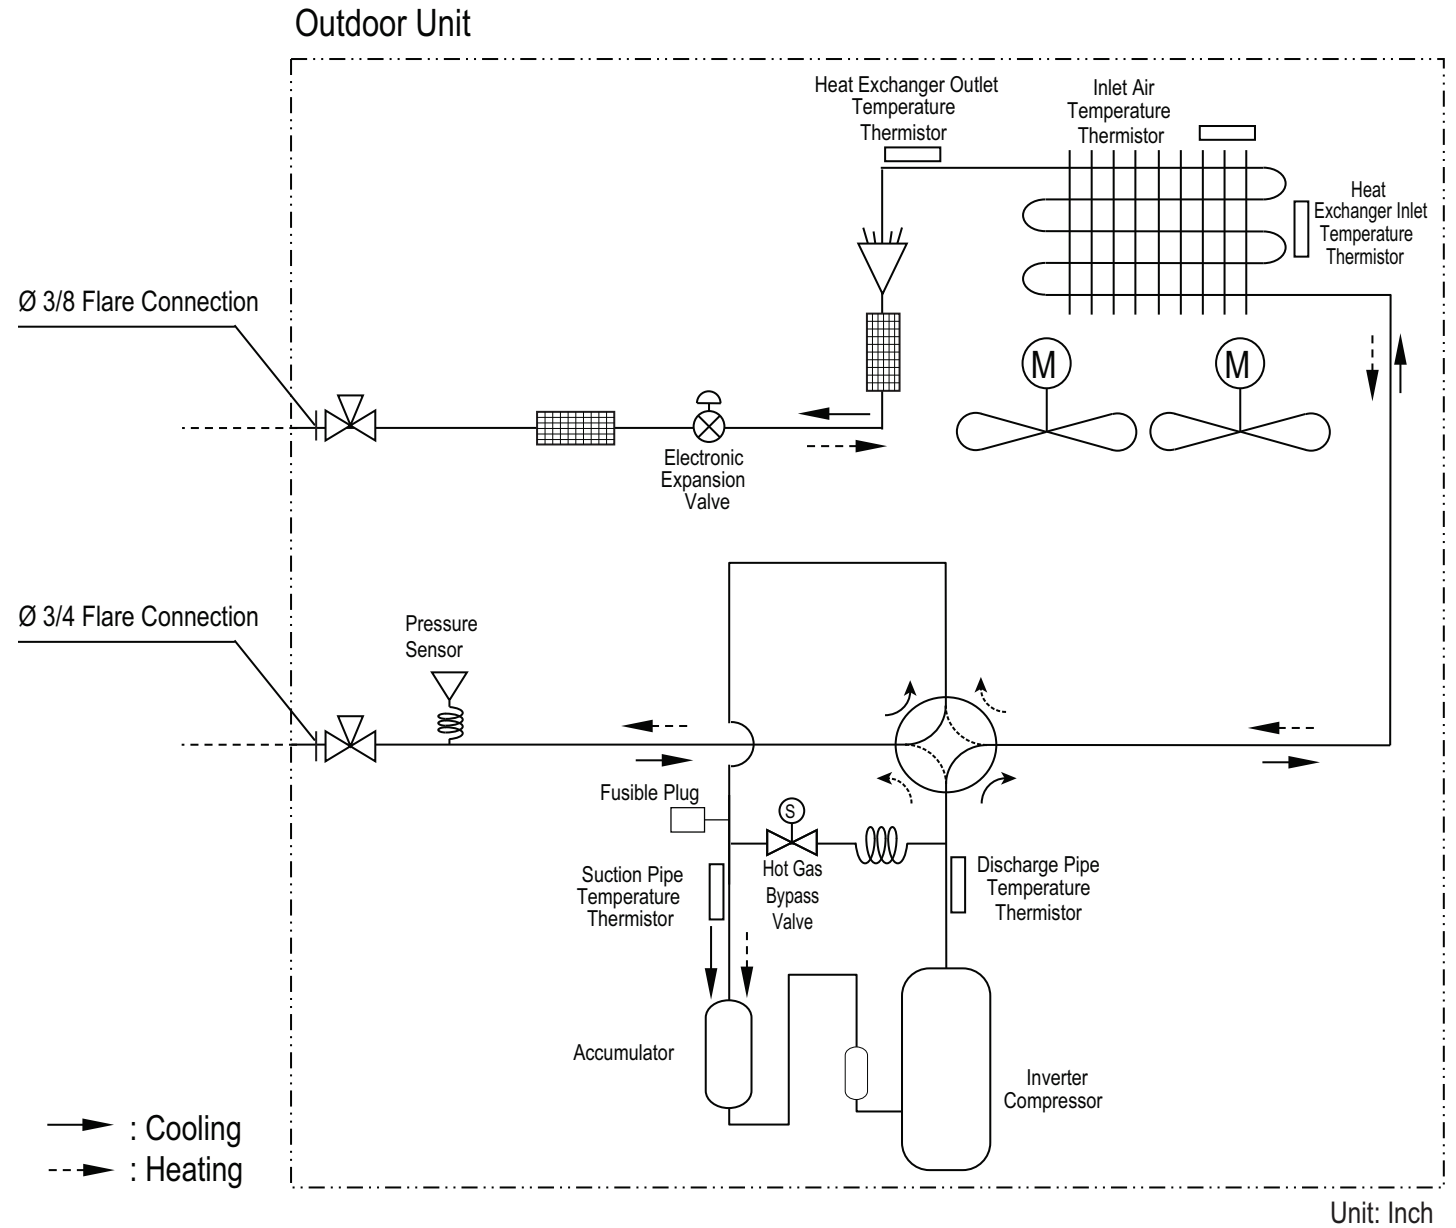 Outdoor Unit
Heat Exchanger Outlet
Temperature
Thermistor
Inlet Air
Temperature
Thermistor
Heat
Exchanger Inlet
Temperature
Thermistor
Ø 3/8 Flare Connection
M
M
Electronic
Expansion
Valve
Ø 3/4 Flare Connection
Pressure
Sensor
Fusible Plug
S
Hot Gas
Bypass
Valve
Suction Pipe
Temperature
Thermistor
Discharge Pipe
Temperature
Thermistor
Accumulator
Inverter
Compressor
: Cooling
: Heating
Unit: Inch